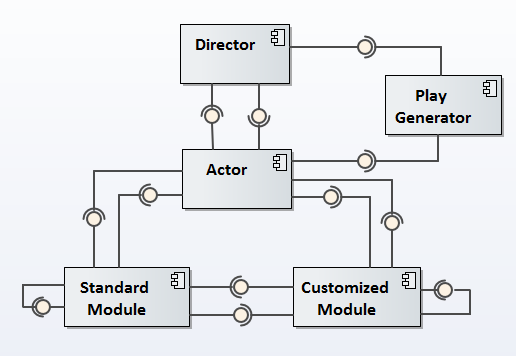 Director
Play
Generator
Actor
Standard
Module
Customized
Module